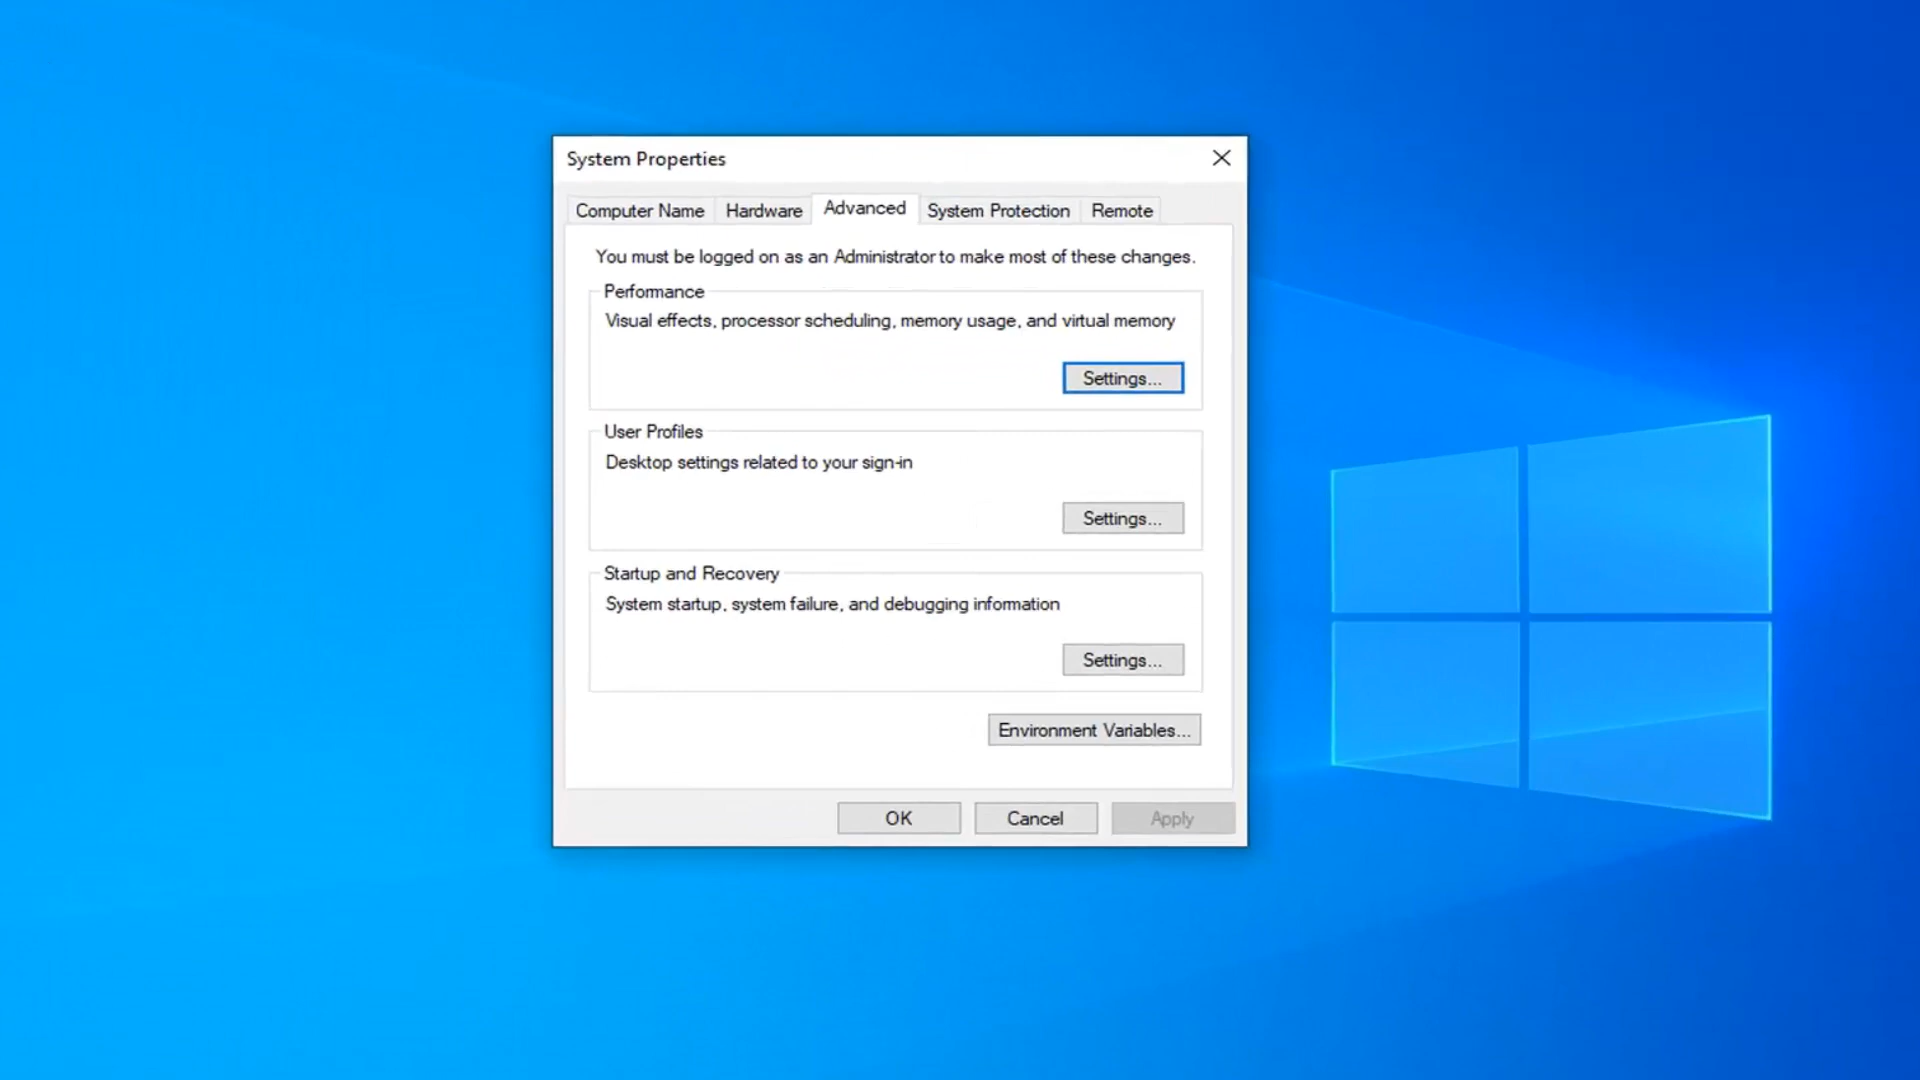 System Properties
Computer Name
Hardware
Advanced
System Protection
Remote
You must be logged on as an Administrator to make most of these changes.
Performance
Visual effects, processor scheduling, memory usage, and virtual memory
Settings...
User Profiles
Desktop settings related to your sign-in
Settings...
Startup and Recovery
System startup, system failure, and debugging information
Settings...
Environment Variables...
OK
Cancel
Apply